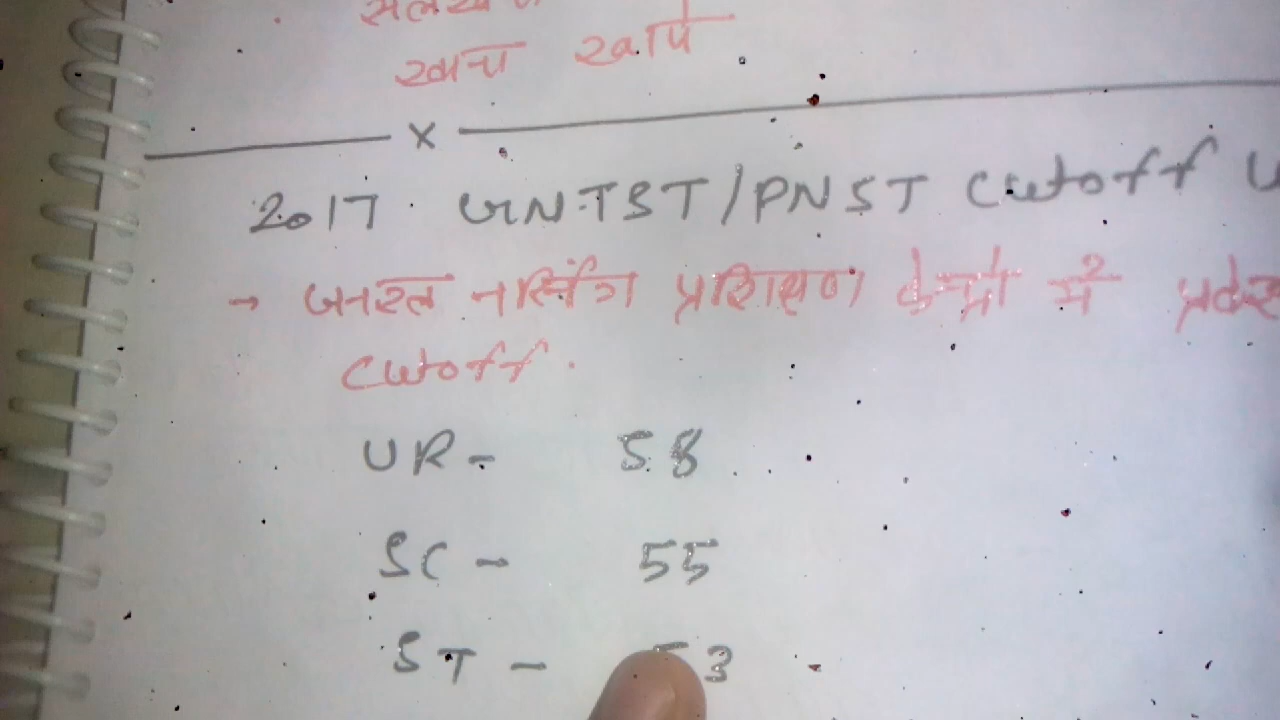 2017 GNTST/PNST cutoff
→ जनरल नर्सिंग प्रशिक्षण केन्द्रो में
cutoff.
UR - 58
SC - 55
ST - 53